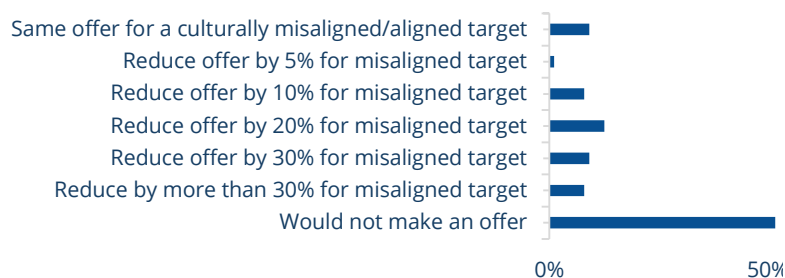 Same offer for a culturally misaligned/aligned target
Reduce offer by 5% for misaligned target
Reduce offer by 10% for misaligned target
Reduce offer by 20% for misaligned target
Reduce offer by 30% for misaligned target
Reduce by more than 30% for misaligned target
Would not make an offer
0% 50%